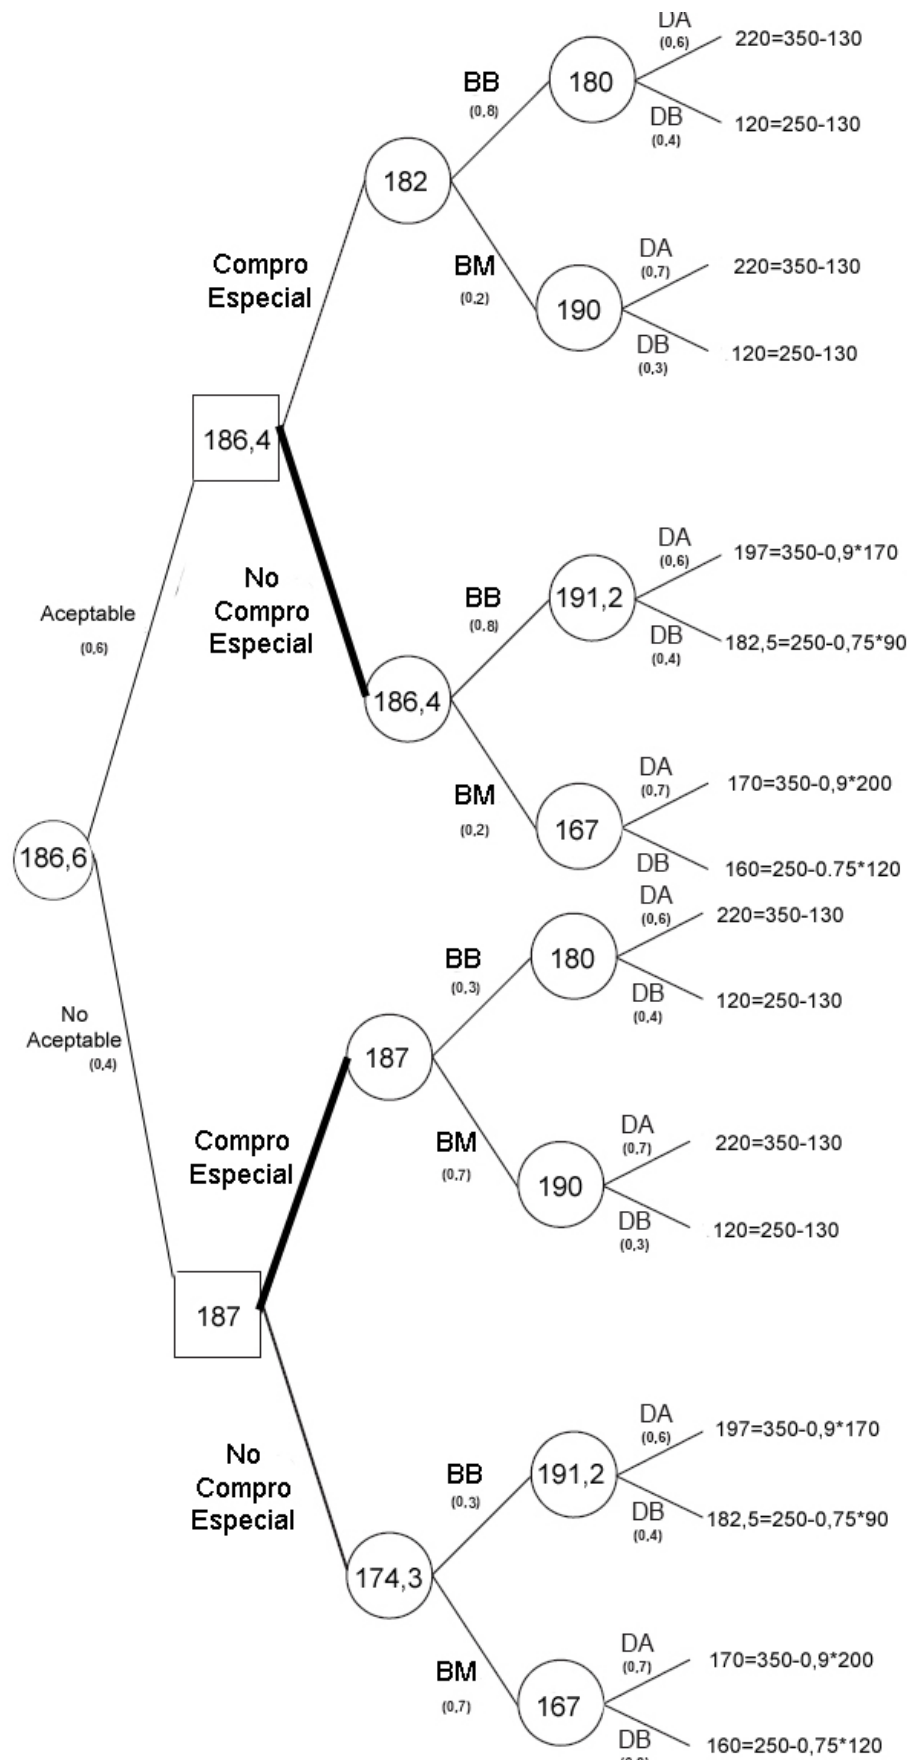 DA
(0,6)
220=350-130
BB
(0,8)
180
DB
(0,4)
120=250-130
182
Compro
Especial
BM
(0,2)
DA
(0,7)
220=350-130
190
DB
(0,3)
120=250-130
186,4
No
Compro
Especial
DA
(0,6)
197=350-0,9*170
BB
(0,8)
191,2
DB
(0,4)
182,5=250-0,75*90
Aceptable
(0,6)
186,4
BM
(0,2)
DA
(0,7)
170=350-0,9*200
167
DB
160=250-0.75*120
186,6
DA
(0,6)
220=350-130
BB
(0,3)
180
DB
(0,4)
120=250-130
No
Aceptable
(0,4)
187
Compro
Especial
BM
(0,7)
DA
(0,7)
220=350-130
190
DB
(0,3)
120=250-130
187
No
Compro
Especial
DA
(0,6)
197=350-0,9*170
BB
(0,3)
191,2
DB
(0,4)
182,5=250-0,75*90
174,3
BM
(0,7)
DA
(0,7)
170=350-0,9*200
167
DB
160=250-0,75*120